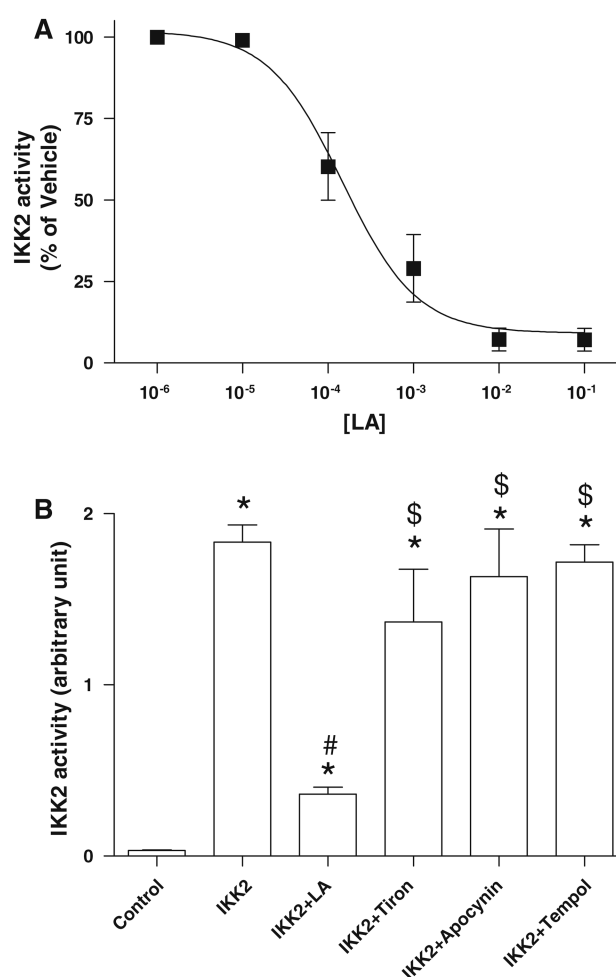 A
IKK2 activity
(% of Vehicle)
100
75
50
25
0
10-6
10-5
10-4
10-3
10-2
10-1
[LA]
B
IKK2 activity (arbitrary unit)
2
1
0
*
#
*
$
*
$
*
$
*
Control
IKK2
IKK2+LA
IKK2+Tiron
IKK2+Apocynin
IKK2+Tempol